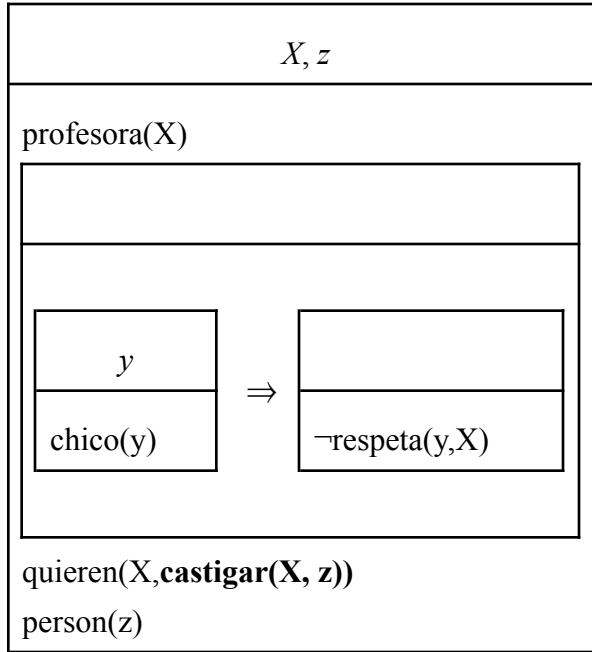 X, z
profesora(X)
y
⇒
chico(y)
¬respeta(y,X)
quieren(X,castigar(X, z))
person(z)